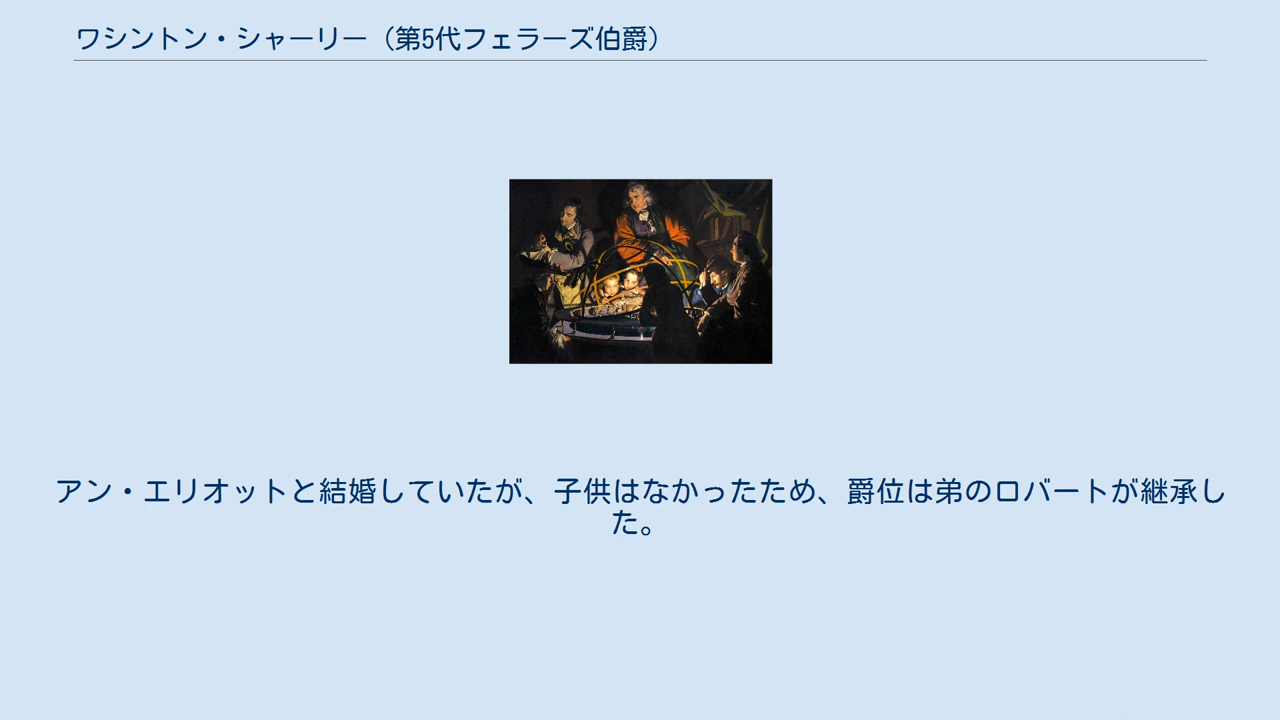 ワシントン・シャーリー（第5代フェラーズ伯爵）
アン・エリオットと結婚していたが、子供はなかったため、爵位は弟のロバートが継承し
た。